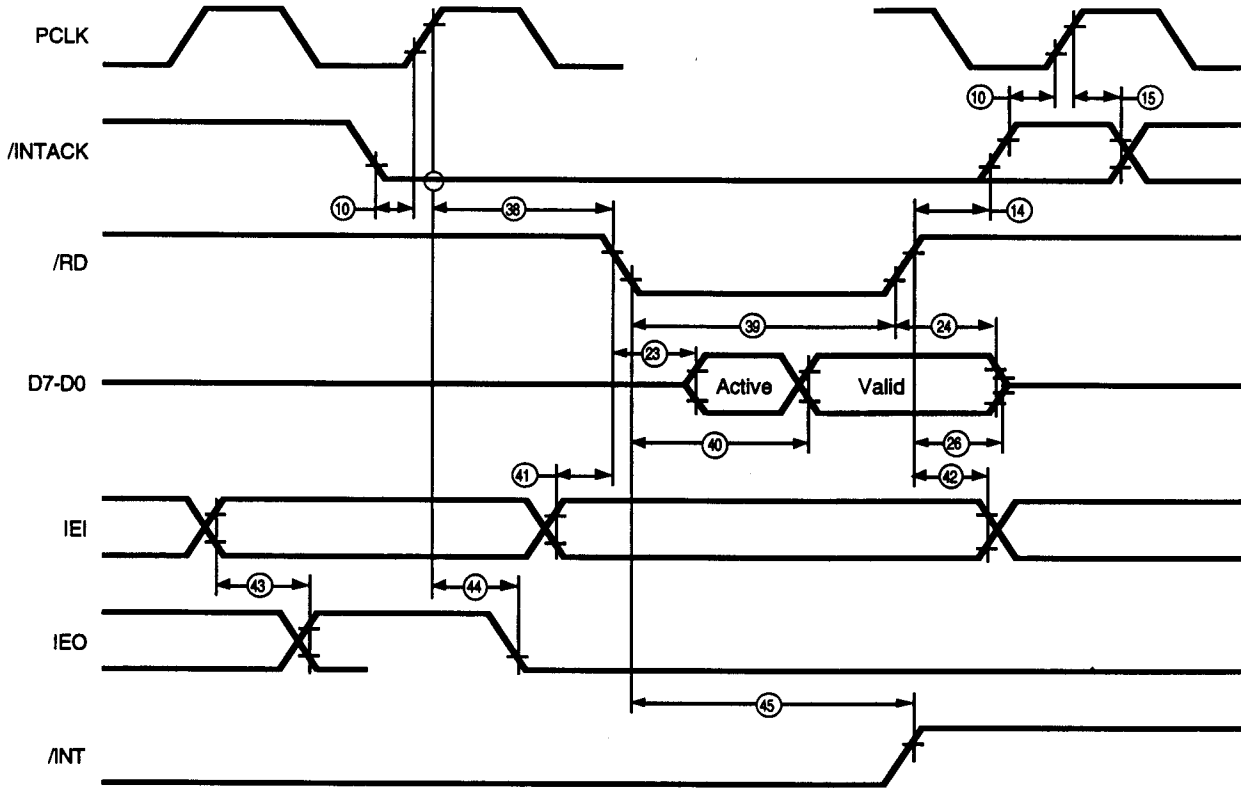 PCLK
10
15
/INTACK
10
38
14
/RD
39
24
23
D7-D0
Active
Valid
40
26
41
42
IEI
43
44
IEO
45
/INT